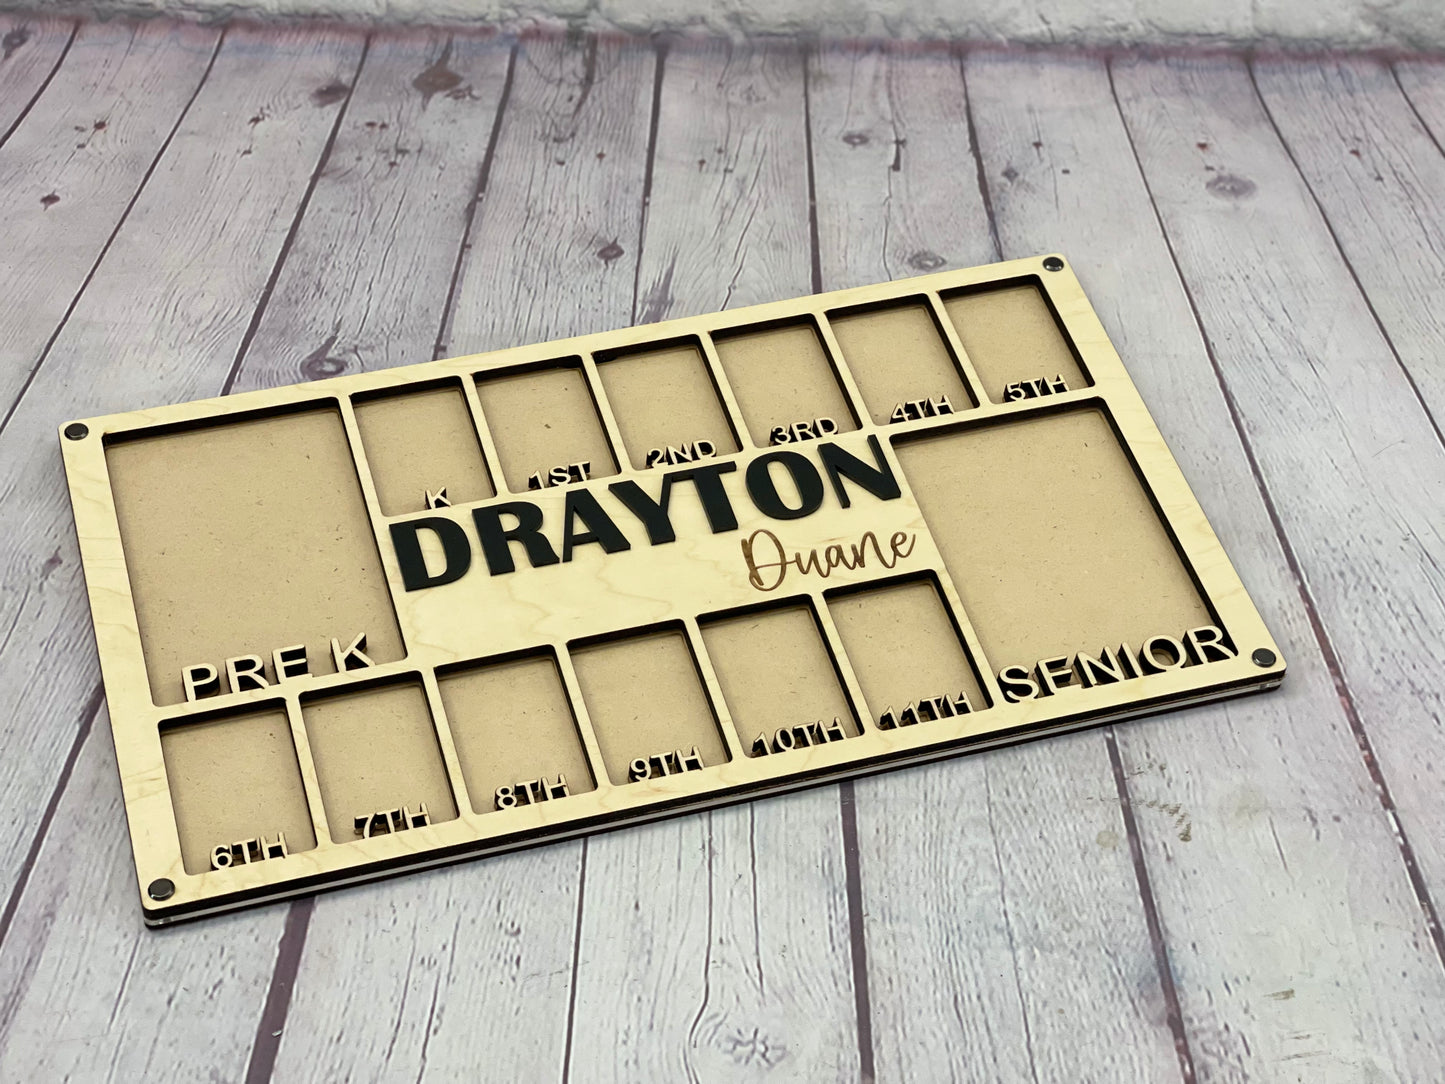 K 1ST 2ND 3RD 4TH 5TH
DRAYTON
Duane
PRE K
SENIOR
6TH 7TH 8TH 9TH 10TH 11TH